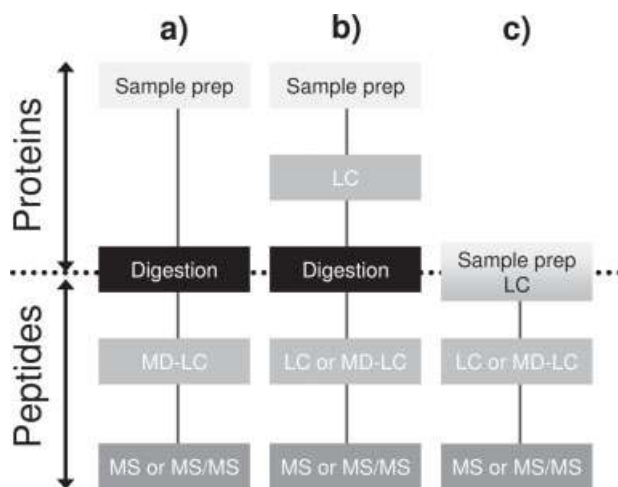 a) b) c)
Proteins
Sample prep Sample prep
LC
Digestion Digestion Sample prep
LC
Peptides
MD-LC LC or MD-LC LC or MD-LC
MS or MS/MS MS or MS/MS MS or MS/MS